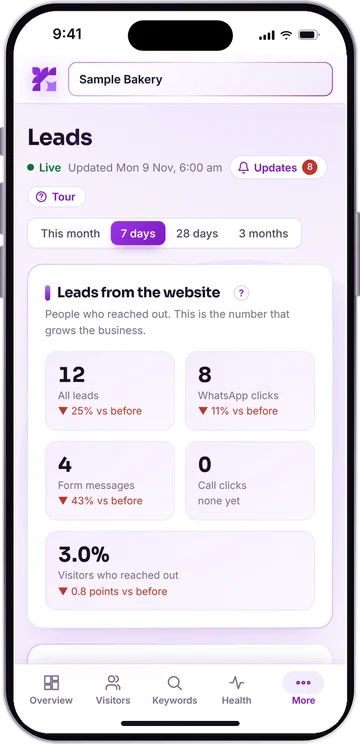 9:41
Sample Bakery
Leads
Live Updated Mon 9 Nov, 6:00 am Updates 8
Tour
This month 7 days 28 days 3 months
Leads from the website ?
People who reached out. This is the number that
grows the business.
12 8
All leads WhatsApp clicks
▼ 25% vs before ▼ 11% vs before
4 0
Form messages Call clicks
▼ 43% vs before none yet
3.0%
Visitors who reached out
▼ 0.8 points vs before
Overview Visitors Keywords Health More